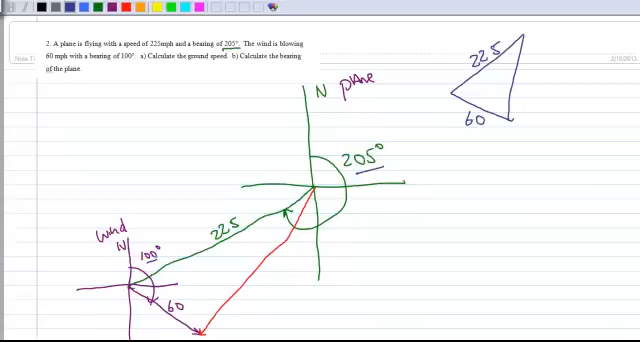 2. A plane is flying with a speed of 225mph and a bearing of 205°. The wind is blowing
60 mph with a bearing of 100°. a) Calculate the ground speed. b) Calculate the bearing
of the plane.
2/18/2013
N plane
225
60
205°
225
wind
N
100°
60